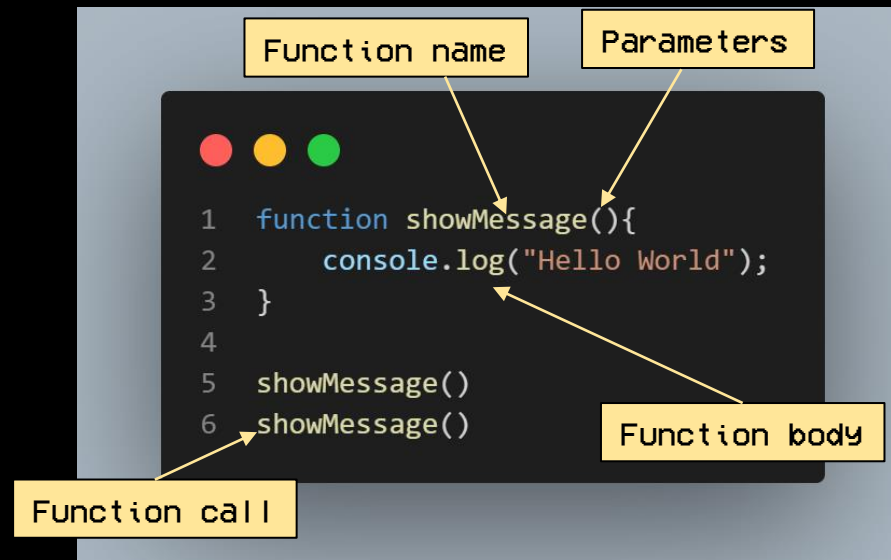 Function name
Parameters
1 function showMessage(){
2     console.log("Hello World");
3 }
4
5 showMessage()
6 showMessage()
Function body
Function call